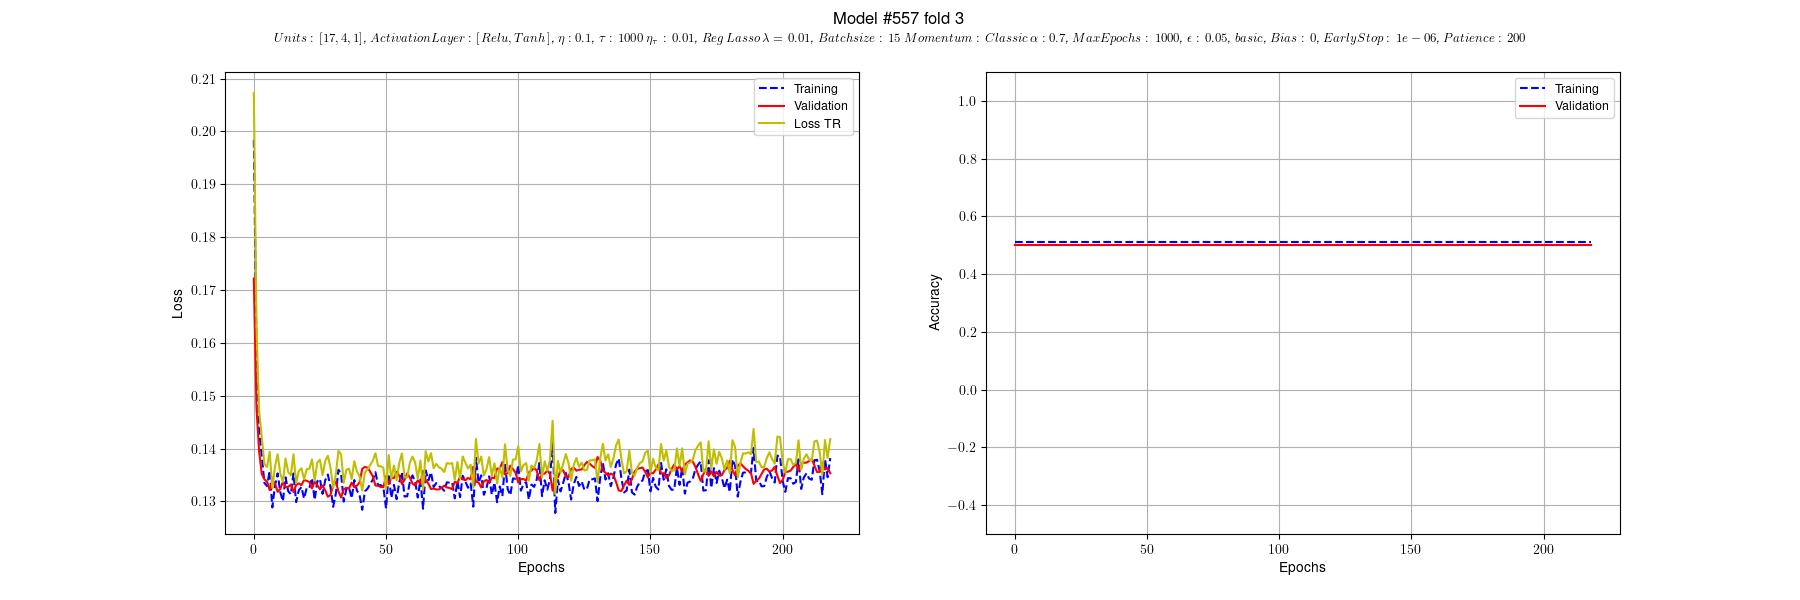 Model #557 fold 3
Units : [17, 4, 1], ActivationLayer : [Relu, Tanh], η : 0.1, τ : 1000 ητ : 0.01, Reg Lasso λ = 0.01, Batchsize : 15 Momentum : Classic α : 0.7, MaxEpochs : 1000, ϵ : 0.05, basic, Bias : 0, EarlyStop : 1e − 06, Patience : 200
Loss
0.21
0.20
0.19
0.18
0.17
0.16
0.15
0.14
0.13
Training
Validation
Loss TR
0
50
100
150
200
Epochs
Accuracy
1.0
0.8
0.6
0.4
0.2
0.0
−0.2
−0.4
Training
Validation
0
50
100
150
200
Epochs